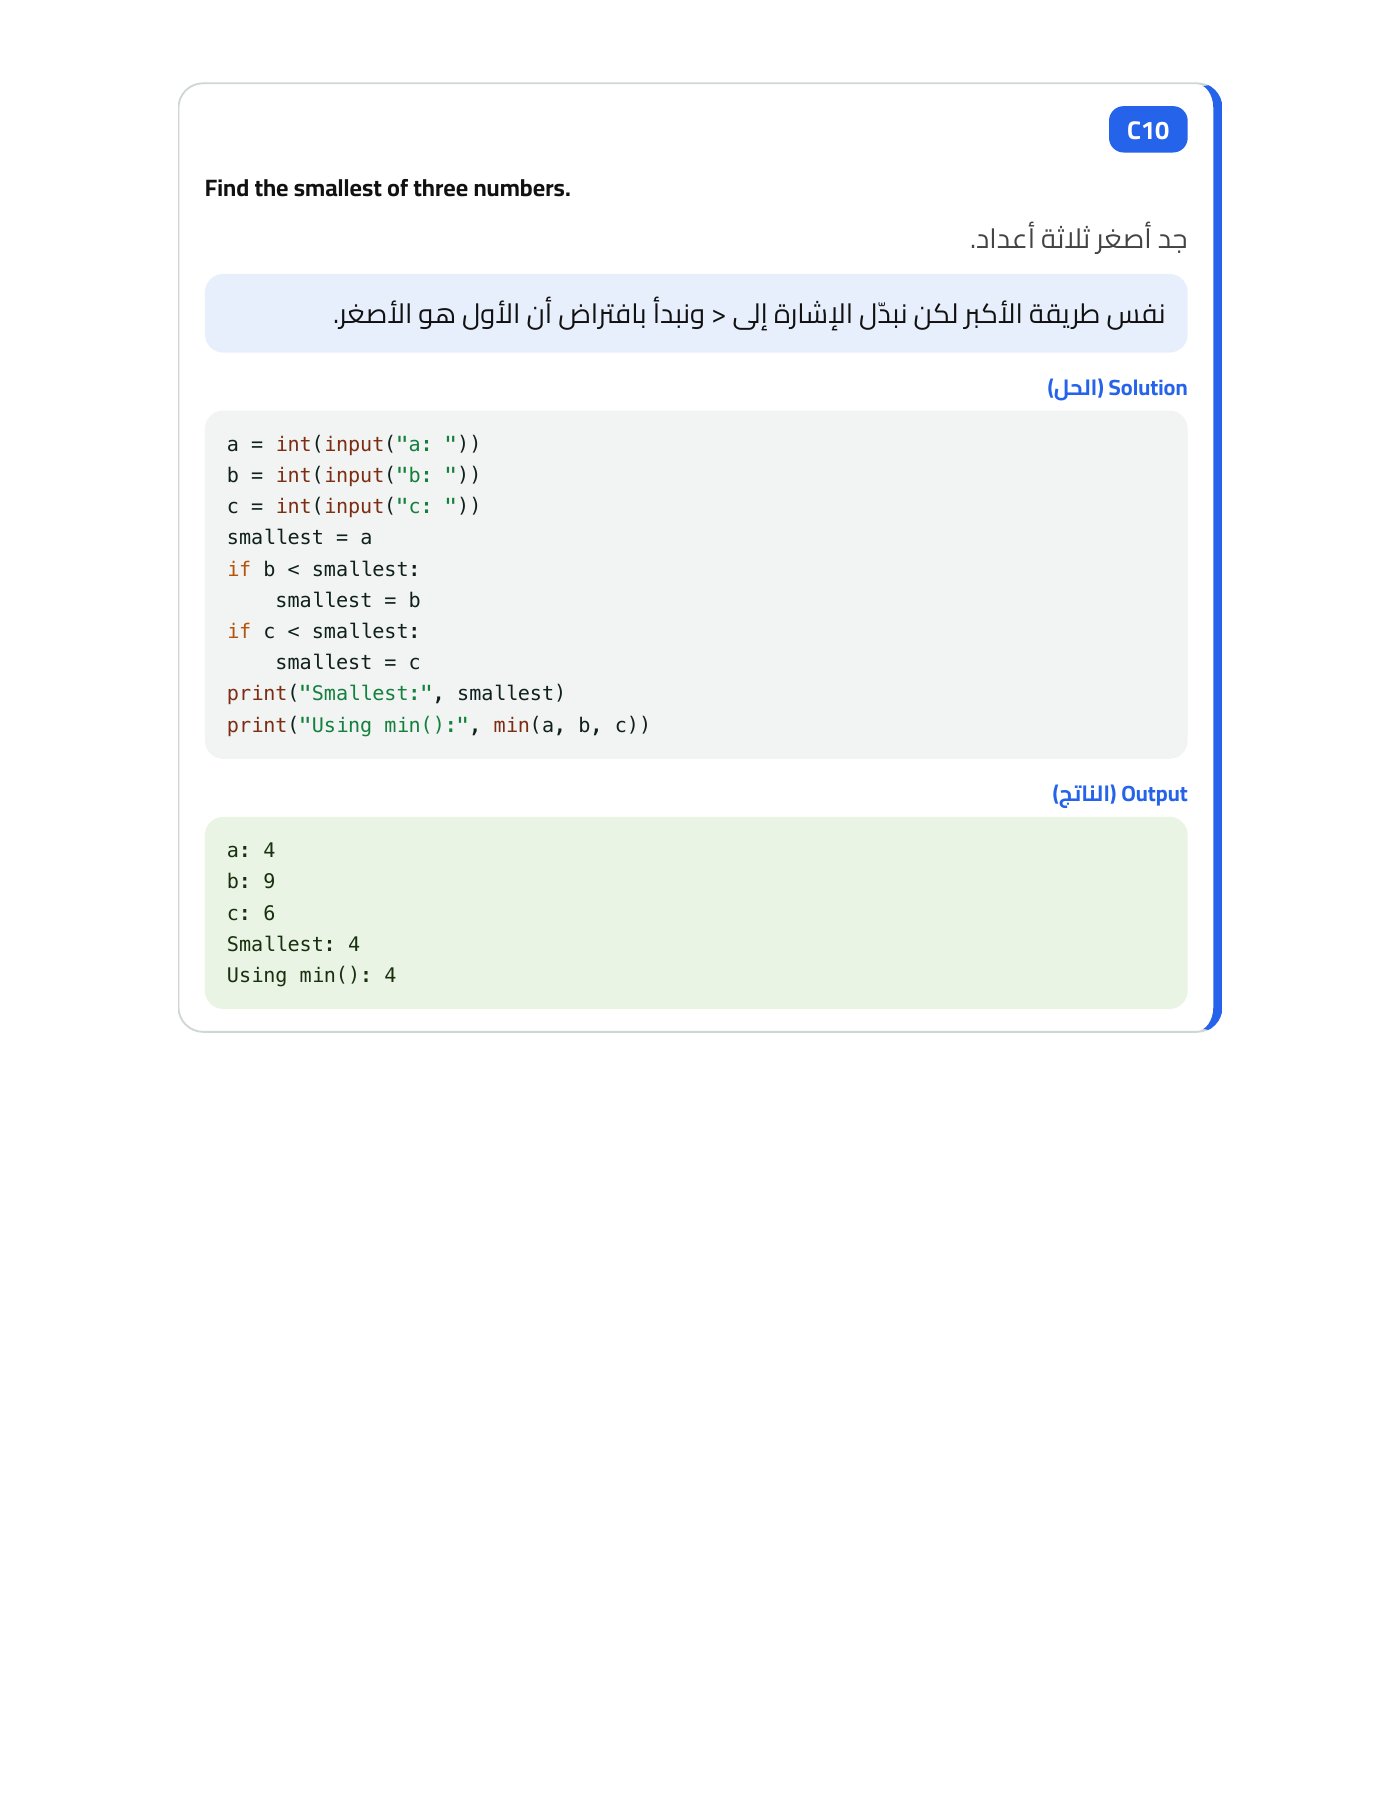 C10
Find the smallest of three numbers.
جد أصغر ثلاثة أعداد.
نفس طريقة الأكبر لكن نبدّل الإشارة إلى < ونبدأ بافتراض أن الأول هو الأصغر.
Solution (الحل)
a = int(input("a: "))
b = int(input("b: "))
c = int(input("c: "))
smallest = a
if b < smallest:
    smallest = b
if c < smallest:
    smallest = c
print("Smallest:", smallest)
print("Using min():", min(a, b, c))
Output (الناتج)
a: 4
b: 9
c: 6
Smallest: 4
Using min(): 4